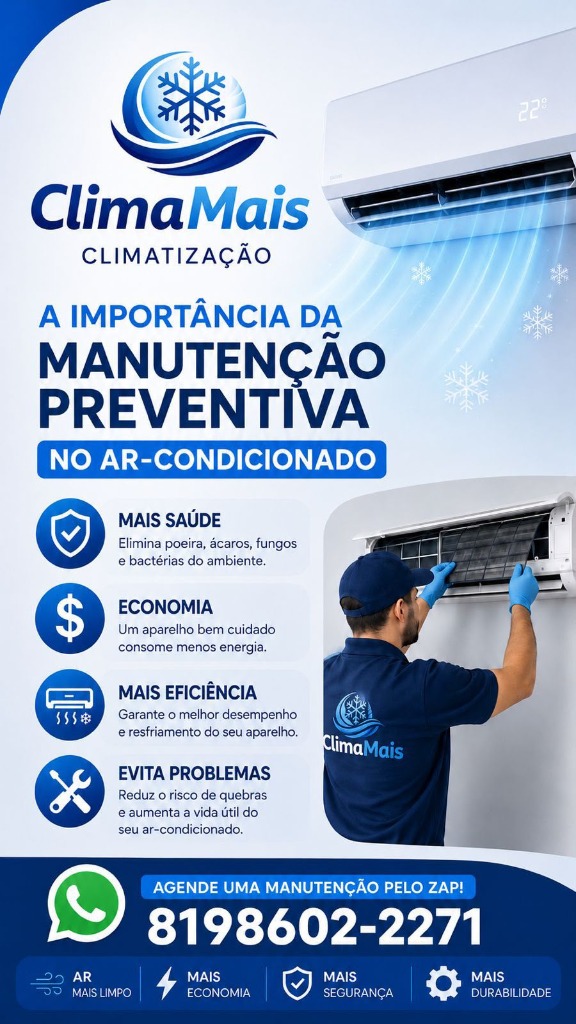 22°
ClimaMais
CLIMATIZAÇÃO
A IMPORTÂNCIA DA
MANUTENÇÃO
PREVENTIVA
NO AR-CONDICIONADO
MAIS SAÚDE
Elimina poeira, ácaros, fungos
e bactérias do ambiente.
$
ECONOMIA
Um aparelho bem cuidado
consome menos energia.
MAIS EFICIÊNCIA
Garante o melhor desempenho
e resfriamento do seu aparelho.
EVITA PROBLEMAS
Reduz o risco de quebras
e aumenta a vida útil do
seu ar-condicionado.
ClimaMais
AGENDE UMA MANUTENÇÃO PELO ZAP!
8198602-2271
AR
MAIS LIMPO
MAIS
ECONOMIA
MAIS
SEGURANÇA
MAIS
DURABILIDADE